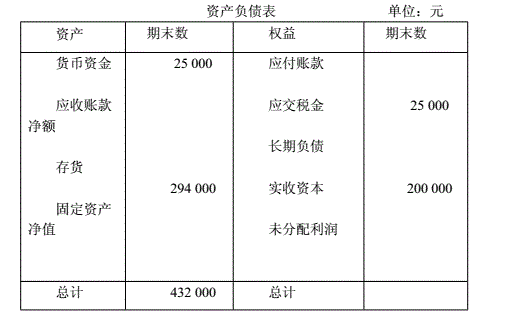 资产负债表 单位：元
资产 期末数 权益 期末数
货币资金 25 000 应付账款
应收账款 应交税金 25 000
净额
长期负债
存货
294 000 实收资本 200 000
固定资产
净值 未分配利润
总计 432 000 总计